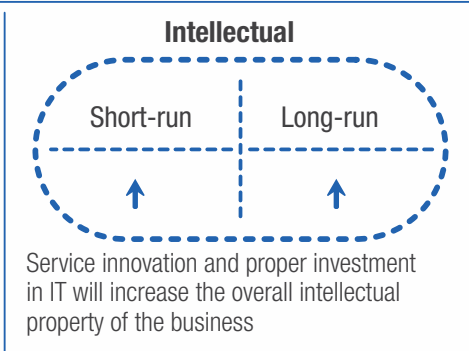 Intellectual
Short-run Long-run
Service innovation and proper investment
in IT will increase the overall intellectual
property of the business